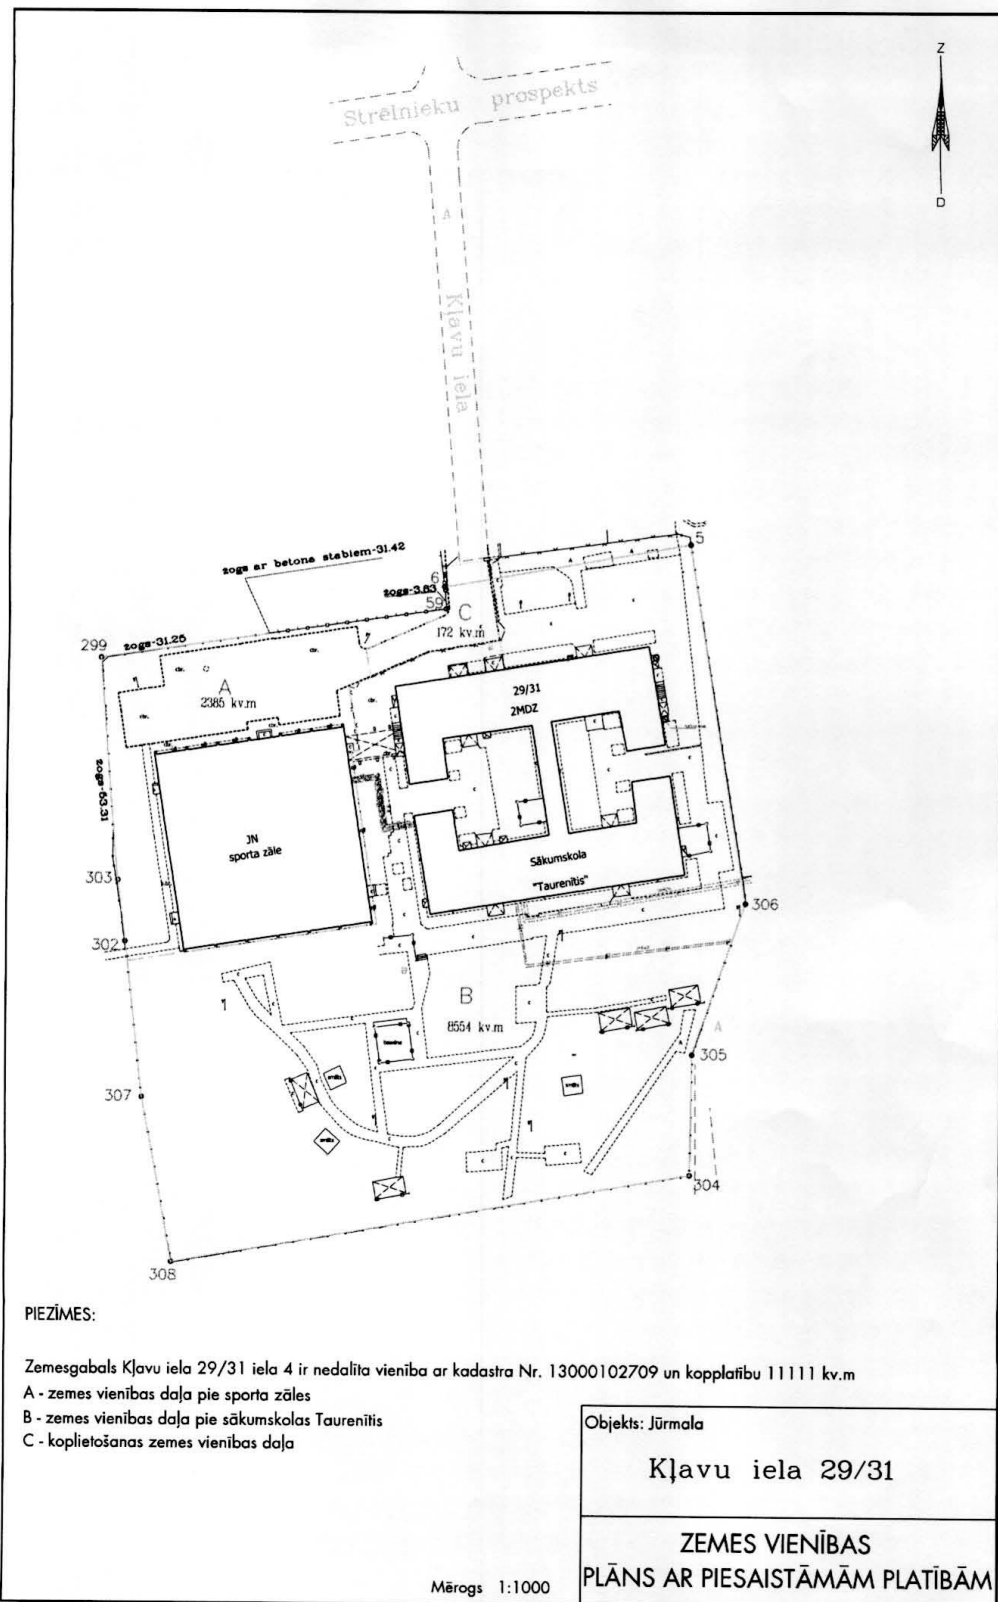 Z
D
Strēlnieku prospekts
A
Kļavu iela
5
zogs ar betona stabiem-31.42
6
zogs-3.83
59
C
172 kv.m
299
zogs-31.25
A
2385 kv.m
29/31
2MDZ
zogs-53.31
JN
sporta zāle
Sākumskola
"Taurenītis"
303
306
302
B
8554 kv.m
A
305
307
304
308
PIEZĪMES:
Zemesgabals Kļavu iela 29/31 iela 4 ir nedalīta vienība ar kadastra Nr. 13000102709 un kopplatību 11111 kv.m
A - zemes vienības daļa pie sporta zāles
B - zemes vienības daļa pie sākumskolas Taurenītis
C - koplietošanas zemes vienības daļa
Objekts: Jūrmala
Kļavu iela 29/31
ZEMES VIENĪBAS
PLĀNS AR PIESAISTĀMĀM PLATĪBĀM
Mērogs 1:1000